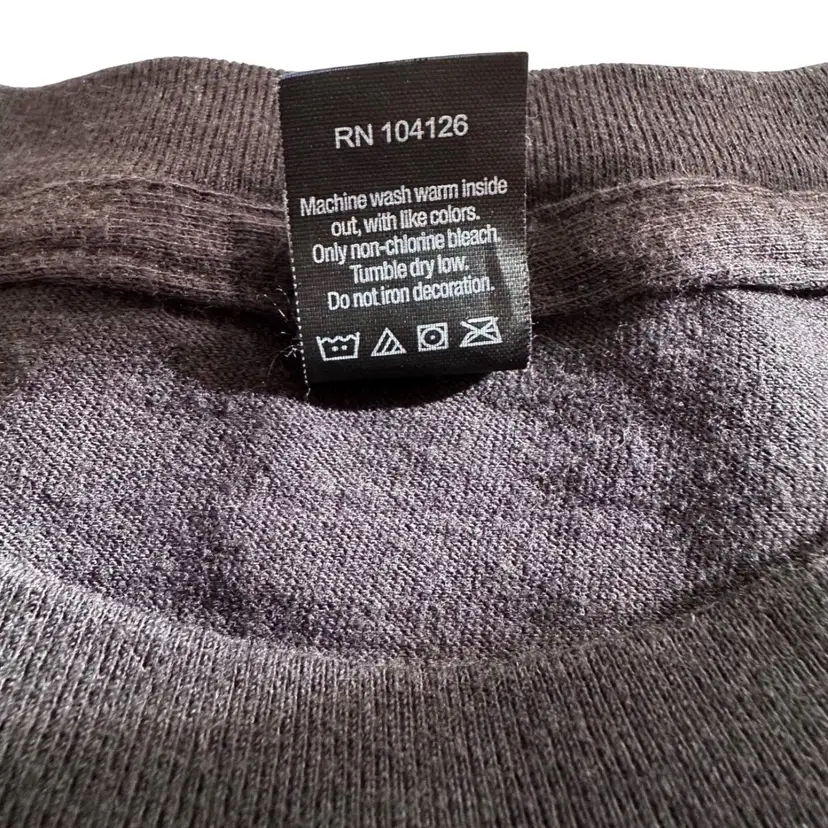 RN 104126
Machine wash warm inside
out, with like colors.
Only non-chlorine bleach.
Tumble dry low.
Do not iron decoration.